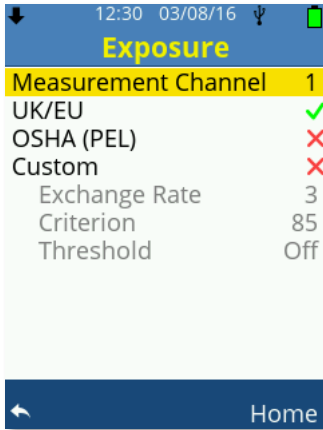 12:30 03/08/16
Exposure
Measurement Channel 1
UK/EU
OSHA (PEL)
Custom
Exchange Rate 3
Criterion 85
Threshold Off
Home